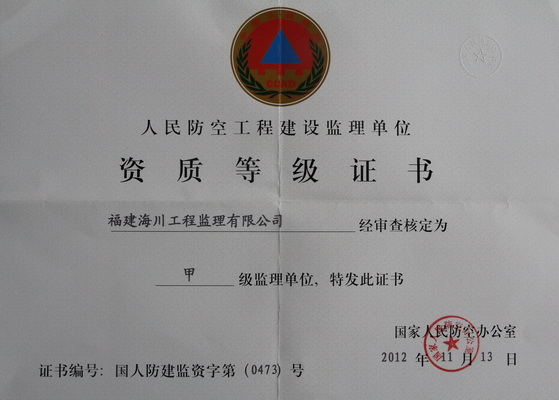 CCAD
人民防空工程建设监理单位
资质等级证书
福建海川工程监理有限公司 经审查核定为
甲 级监理单位，特发此证书
国家人民防空办公室
2012 年 11 月 13 日
证书编号：国人防建监资字第（0473）号